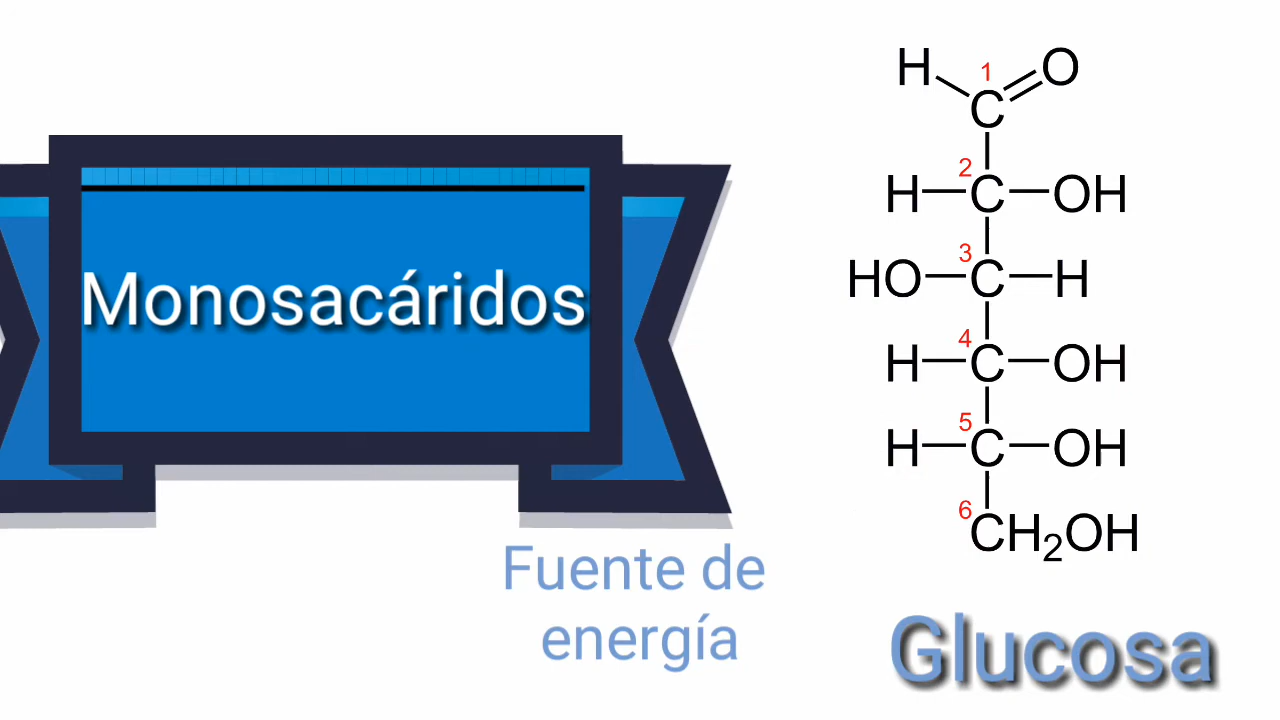 Monosacáridos
Fuente de
energía
H 1 O
C
2
H C OH
3
HO C H
4
H C OH
5
H C OH
6
CH₂OH
Glucosa